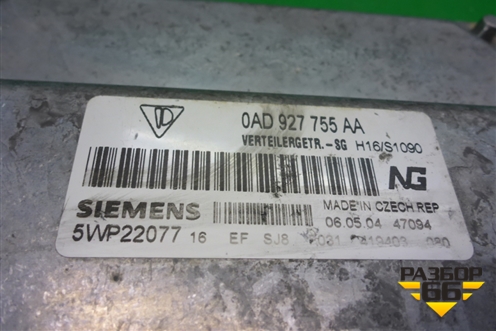 0AD 927 755 AA
VERTEILERGETR.-SG H16/S1090
NG
SIEMENS
MADE IN CZECH.REP
06.05.04 47094
5WP22077 16 EF SJ8
РАЗБОР
66